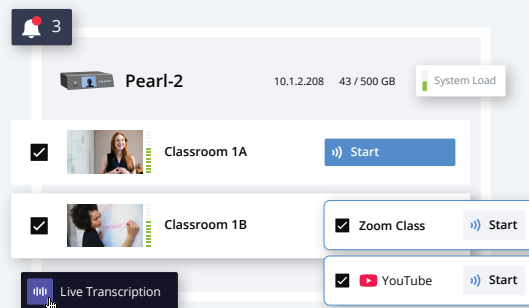 3
Pearl-2 10.1.2.208 43 / 500 GB System Load
Classroom 1A Start
Classroom 1B
Zoom Class Start
YouTube Start
Live Transcription